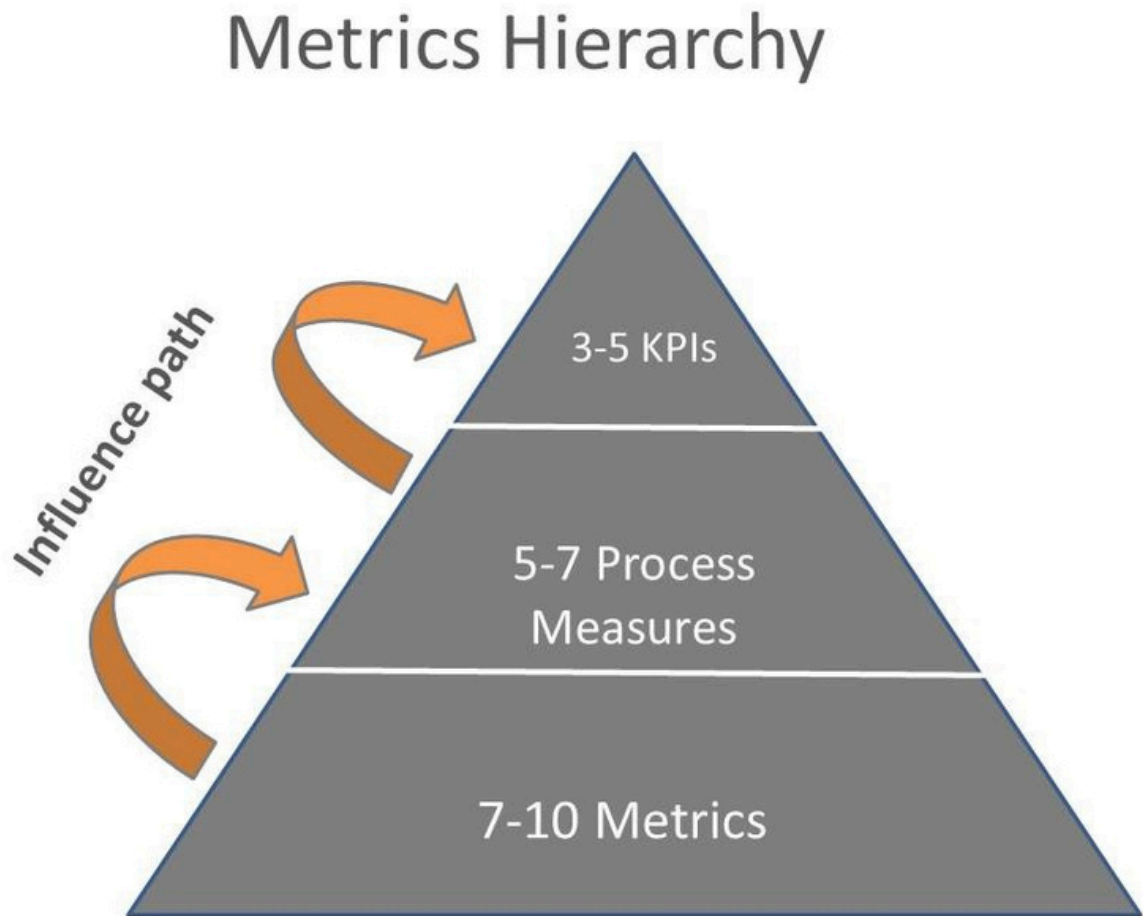 Metrics Hierarchy
3-5 KPIs
Influence path
5-7 Process
Measures
7-10 Metrics